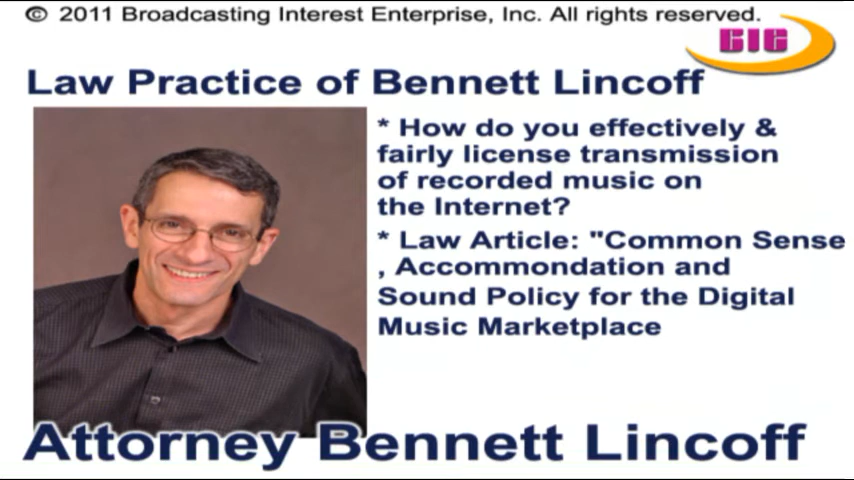 © 2011 Broadcasting Interest Enterprise, Inc. All rights reserved.
BIE
Law Practice of Bennett Lincoff
* How do you effectively &
fairly license transmission
of recorded music on
the Internet?
* Law Article: "Common Sense
, Accommondation and
Sound Policy for the Digital
Music Marketplace
Attorney Bennett Lincoff